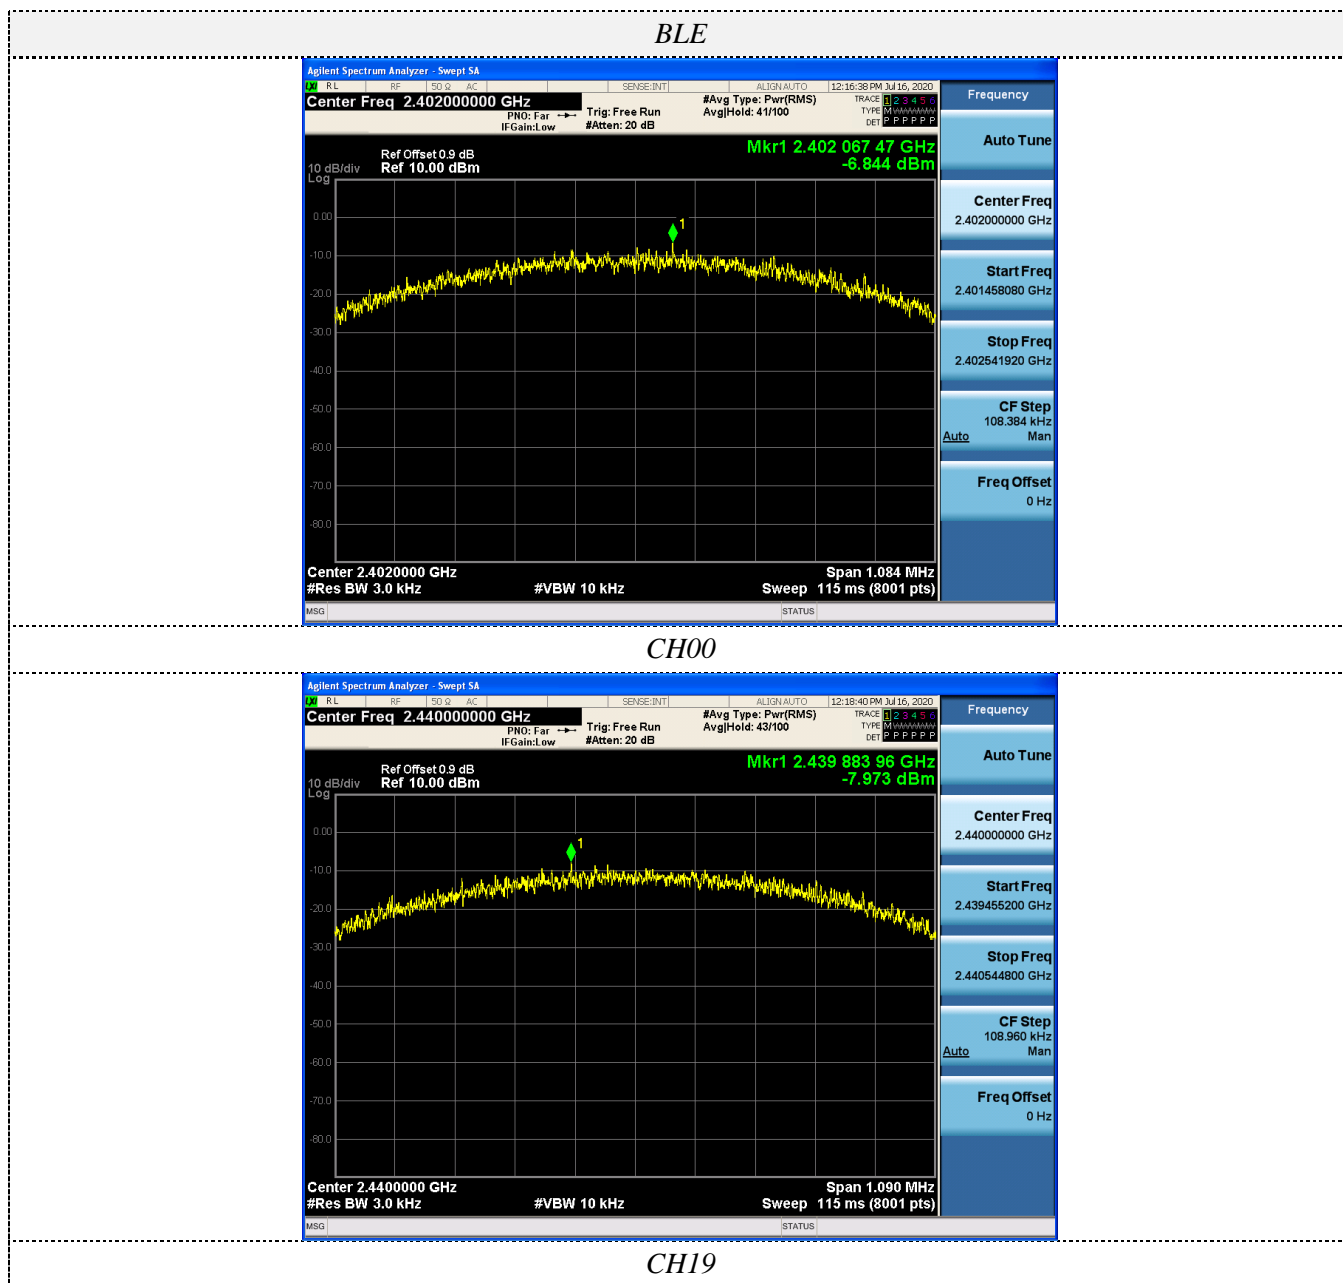 BLE
Agilent Spectrum Analyzer - Swept SA
LXI RL RF 50 Ω AC SENSE:INT ALIGN AUTO 12:16:38 PM Jul 16, 2020
Center Freq 2.402000000 GHz
PNO: Far
IFGain:Low
Trig: Free Run
#Atten: 20 dB
#Avg Type: Pwr(RMS)
Avg|Hold: 41/100
TRACE 1 2 3 4 5 6
TYPE M WWWWW
DET P P P P P P
Frequency
Mkr1 2.402 067 47 GHz
-6.844 dBm
Ref Offset 0.9 dB
10 dB/div Ref 10.00 dBm
Log
1
0.00
-10.0
-20.0
-30.0
-40.0
-50.0
-60.0
-70.0
-80.0
Center 2.4020000 GHz Span 1.084 MHz
#Res BW 3.0 kHz #VBW 10 kHz Sweep 115 ms (8001 pts)
MSG STATUS
Auto Tune
Center Freq
2.402000000 GHz
Start Freq
2.401458080 GHz
Stop Freq
2.402541920 GHz
CF Step
108.384 kHz
Auto Man
Freq Offset
0 Hz
CH00
Agilent Spectrum Analyzer - Swept SA
LXI RL RF 50 Ω AC SENSE:INT ALIGN AUTO 12:18:40 PM Jul 16, 2020
Center Freq 2.440000000 GHz
PNO: Far
IFGain:Low
Trig: Free Run
#Atten: 20 dB
#Avg Type: Pwr(RMS)
Avg|Hold: 43/100
TRACE 1 2 3 4 5 6
TYPE M WWWWW
DET P P P P P P
Frequency
Mkr1 2.439 883 96 GHz
-7.973 dBm
Ref Offset 0.9 dB
10 dB/div Ref 10.00 dBm
Log
1
0.00
-10.0
-20.0
-30.0
-40.0
-50.0
-60.0
-70.0
-80.0
Center 2.4400000 GHz Span 1.090 MHz
#Res BW 3.0 kHz #VBW 10 kHz Sweep 115 ms (8001 pts)
MSG STATUS
Auto Tune
Center Freq
2.440000000 GHz
Start Freq
2.439455200 GHz
Stop Freq
2.440544800 GHz
CF Step
108.960 kHz
Auto Man
Freq Offset
0 Hz
CH19